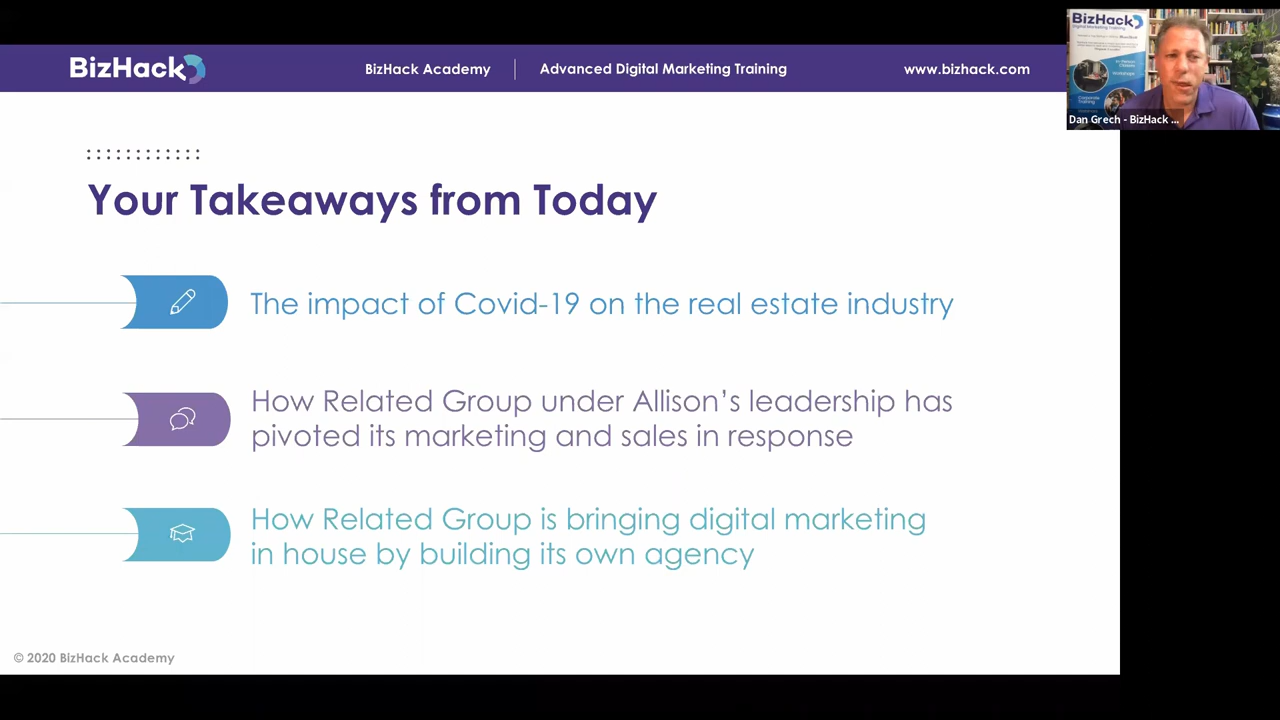 BizHack
BizHack Academy
Advanced Digital Marketing Training
www.bizhack.com
BizHack
Digital Marketing Training
Dan Grech - BizHack ...
Your Takeaways from Today
The impact of Covid-19 on the real estate industry
How Related Group under Allison's leadership has
pivoted its marketing and sales in response
How Related Group is bringing digital marketing
in house by building its own agency
© 2020 BizHack Academy